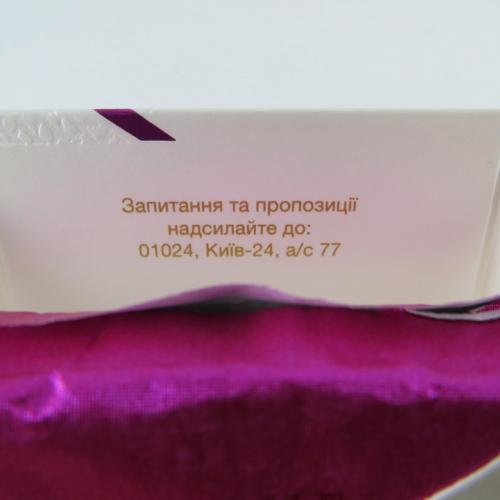 Запитання та пропозиції
надсилайте до:
01024, Київ-24, а/с 77